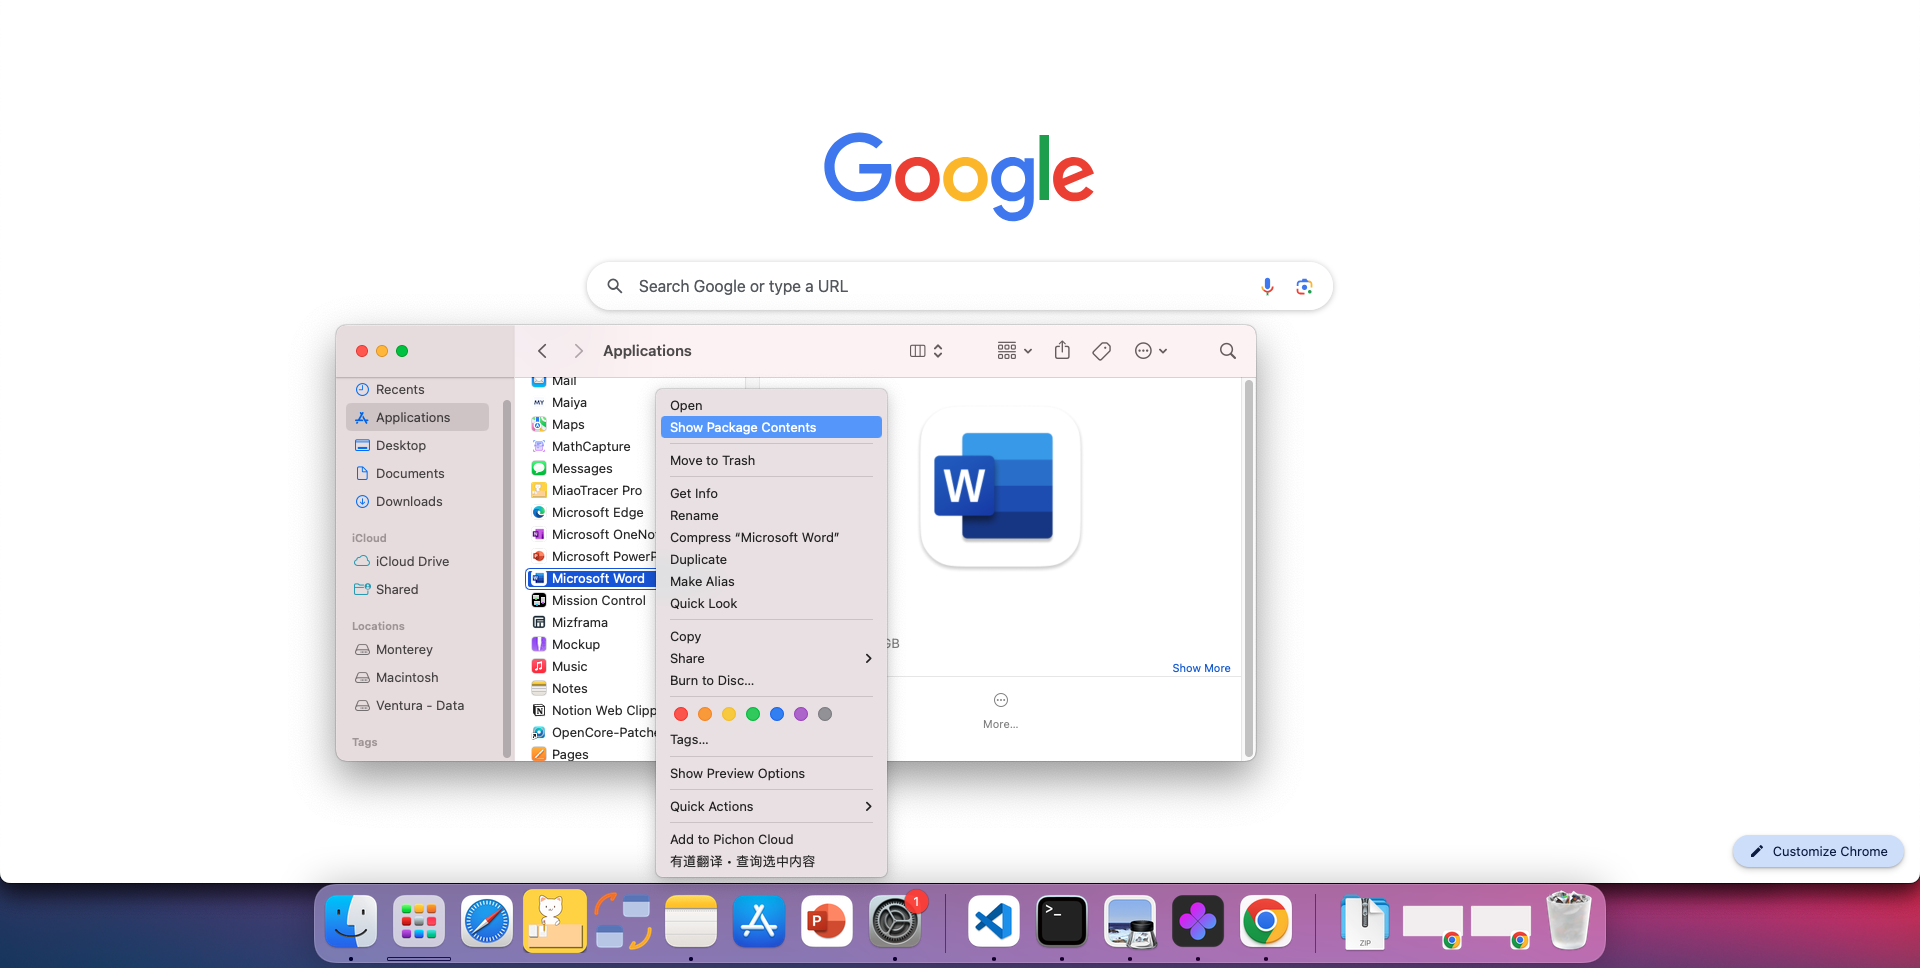 Google
Search Google or type a URL
Applications
Recents
Applications
Desktop
Documents
Downloads
iCloud
iCloud Drive
Shared
Locations
Monterey
Macintosh
Ventura - Data
Tags
Mail
Maiya
Maps
MathCapture
Messages
MiaoTracer Pro
Microsoft Edge
Microsoft OneNo
Microsoft PowerP
Microsoft Word
Mission Control
Mizframa
Mockup
Music
Notes
Notion Web Clipp
OpenCore-Patche
Pages
Open
Show Package Contents
Move to Trash
Get Info
Rename
Compress “Microsoft Word”
Duplicate
Make Alias
Quick Look
Copy
Share
Burn to Disc...
Tags...
Show Preview Options
Quick Actions
Add to Pichon Cloud
有道翻译・查询选中内容
W
GB
Show More
More...
Customize Chrome
P
1
>_
ZIP